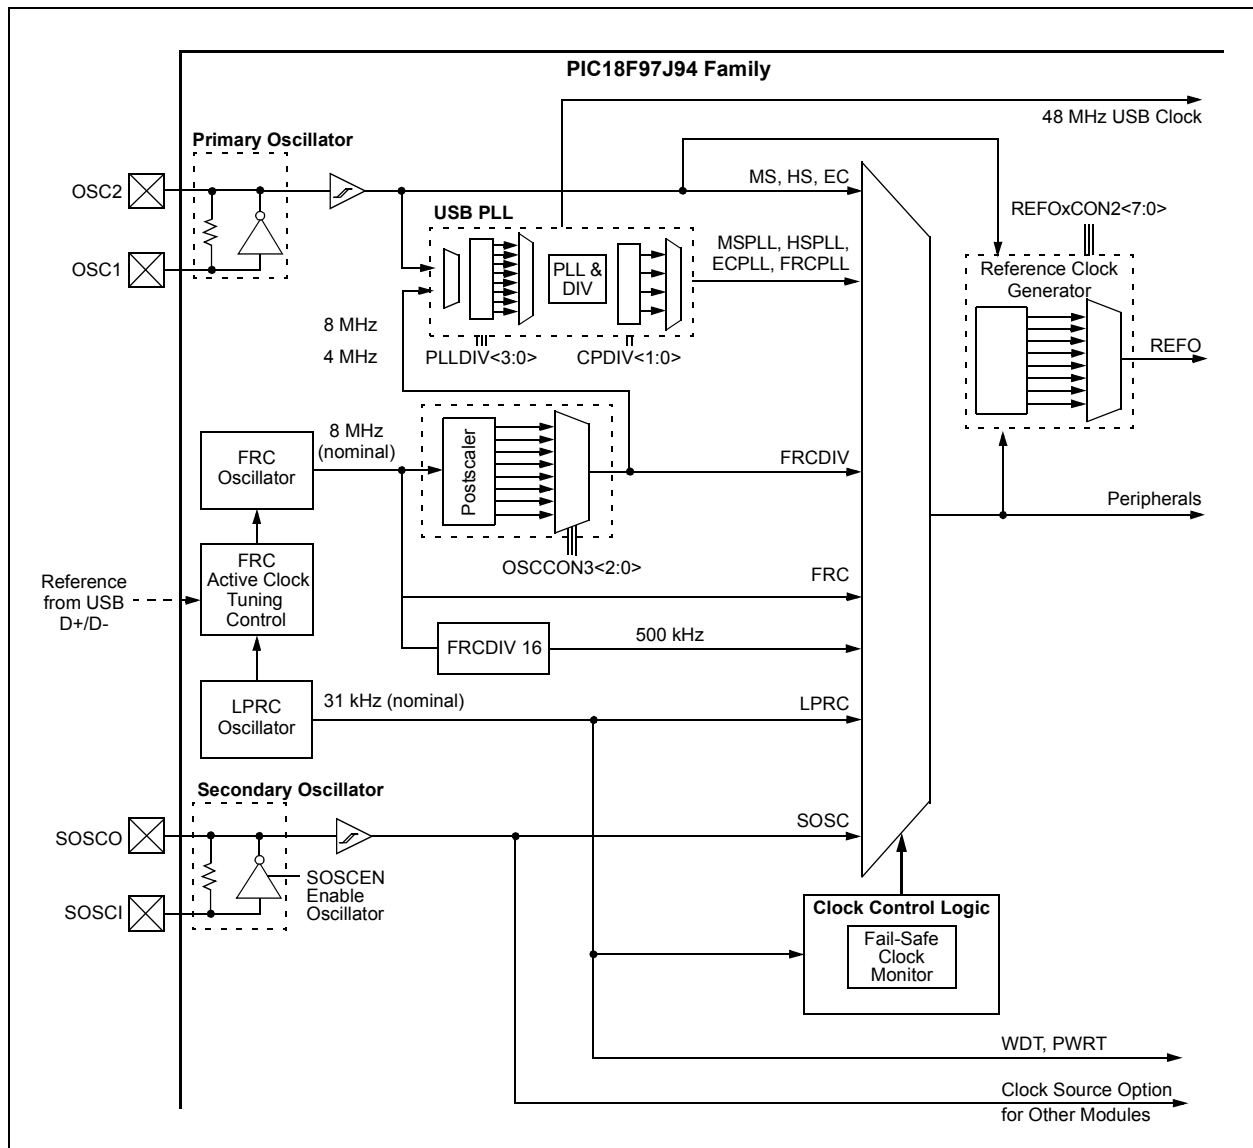 PIC18F97J94 Family
48 MHz USB Clock
Primary Oscillator
OSC2
OSC1
MS, HS, EC
USB PLL
PLL &
DIV
MSPLL, HSPLL,
ECPLL, FRCPLL
REFOxCON2<7:0>
Reference Clock
Generator
REFO
8 MHz
4 MHz
PLLDIV<3:0>
CPDIV<1:0>
FRC
Oscillator
8 MHz
(nominal)
Postscaler
FRCDIV
Peripherals
OSCCON3<2:0>
FRC
Active Clock
Tuning
Control
Reference
from USB
D+/D-
FRC
FRCDIV 16
500 kHz
LPRC
Oscillator
31 kHz (nominal)
LPRC
Secondary Oscillator
SOSCO
SOSCI
SOSCEN
Enable
Oscillator
SOSC
Clock Control Logic
Fail-Safe
Clock
Monitor
WDT, PWRT
Clock Source Option
for Other Modules